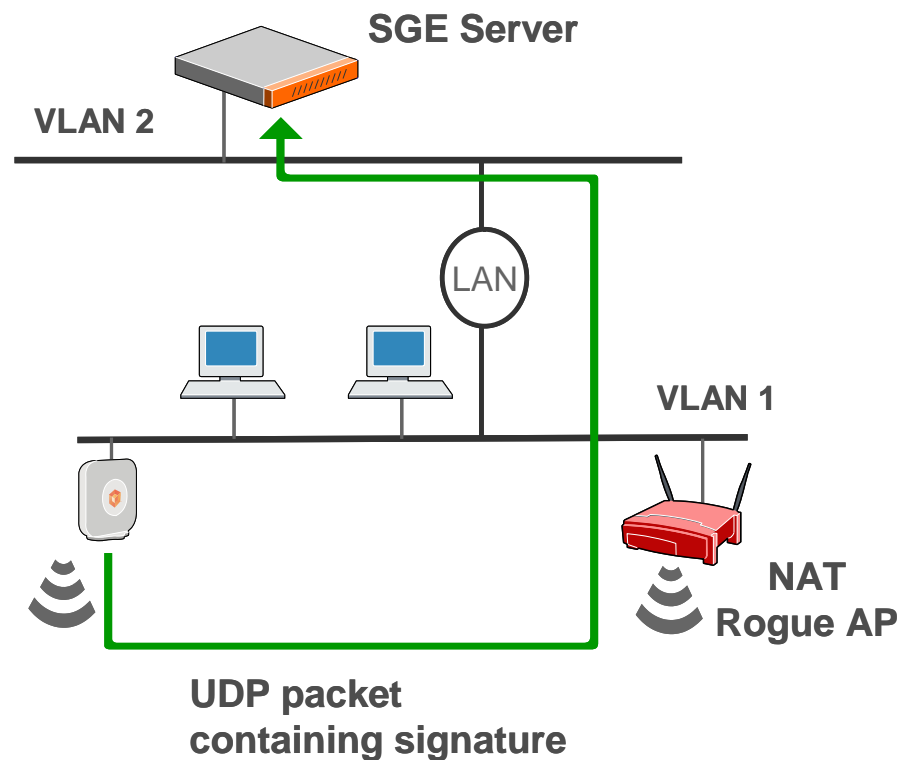 SGE Server
VLAN 2
LAN
VLAN 1
NAT
Rogue AP
UDP packet
containing signature